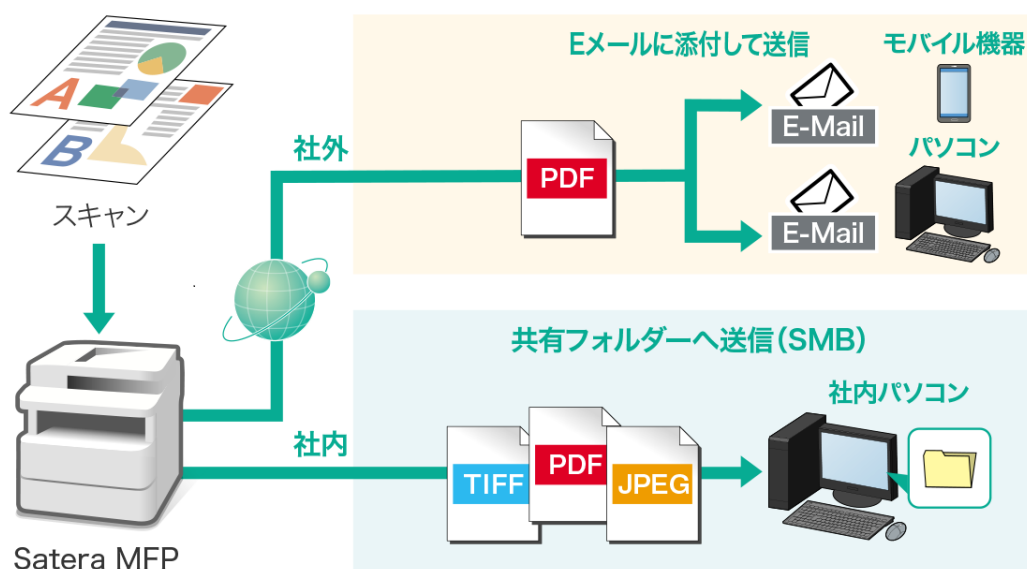 Eメールに添付して送信
モバイル機器
A
E-Mail
社外
パソコン
B
PDF
スキャン
E-Mail
共有フォルダーへ送信(SMB)
社内パソコン
社内
TIFF
PDF
JPEG
Satera MFP